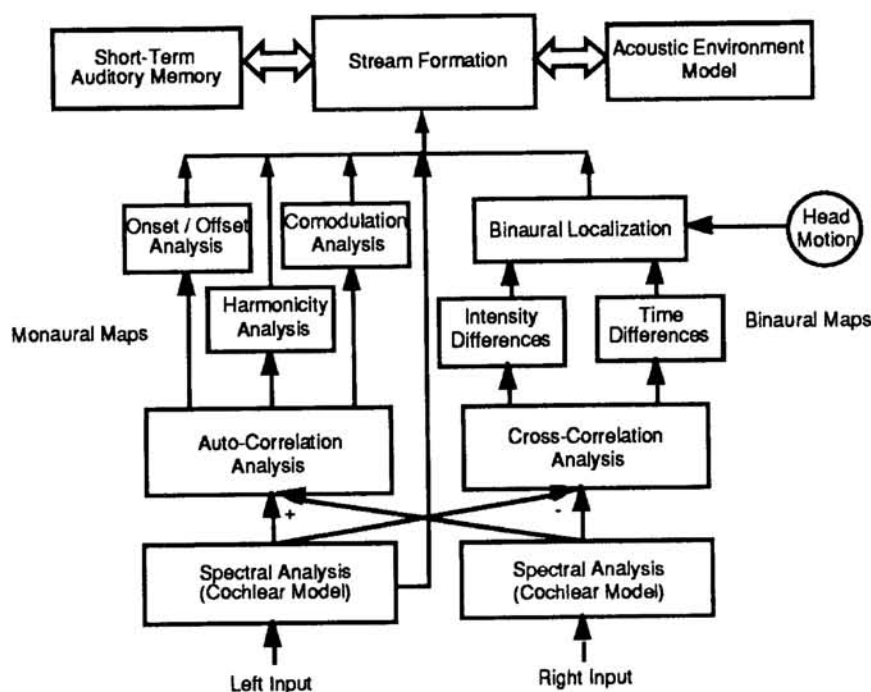 Short-Term
Auditory Memory
Stream Formation
Acoustic Environment
Model
Onset / Offset
Analysis
Comodulation
Analysis
Binaural Localization
Head
Motion
Harmonicity
Analysis
Intensity
Differences
Time
Differences
Monaural Maps
Binaural Maps
Auto-Correlation
Analysis
Cross-Correlation
Analysis
+
-
Spectral Analysis
(Cochlear Model)
Spectral Analysis
(Cochlear Model)
Left Input
Right Input